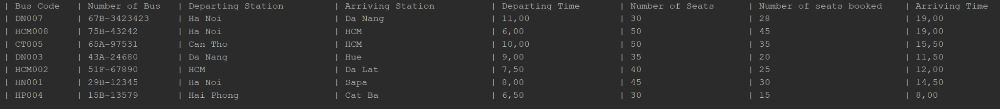 | Bus Code | Number of Bus | Departing Station | Arriving Station | Departing Time | Number of Seats | Number of seats booked | Arriving Time
| DN007 | 67B-3423423 | Ha Noi | Da Nang | 11,00 | 30 | 28 | 19,00
| HCM008 | 75B-43242 | Ha Noi | HCM | 6,00 | 50 | 45 | 19,00
| CT005 | 65A-97531 | Can Tho | HCM | 10,00 | 50 | 35 | 15,50
| DN003 | 43A-24680 | Da Nang | Hue | 9,00 | 35 | 20 | 11,50
| HCM002 | 51F-67890 | HCM | Da Lat | 7,50 | 40 | 25 | 12,00
| HN001 | 29B-12345 | Ha Noi | Sapa | 8,00 | 45 | 30 | 14,50
| HP004 | 15B-13579 | Hai Phong | Cat Ba | 6,50 | 30 | 15 | 8,00